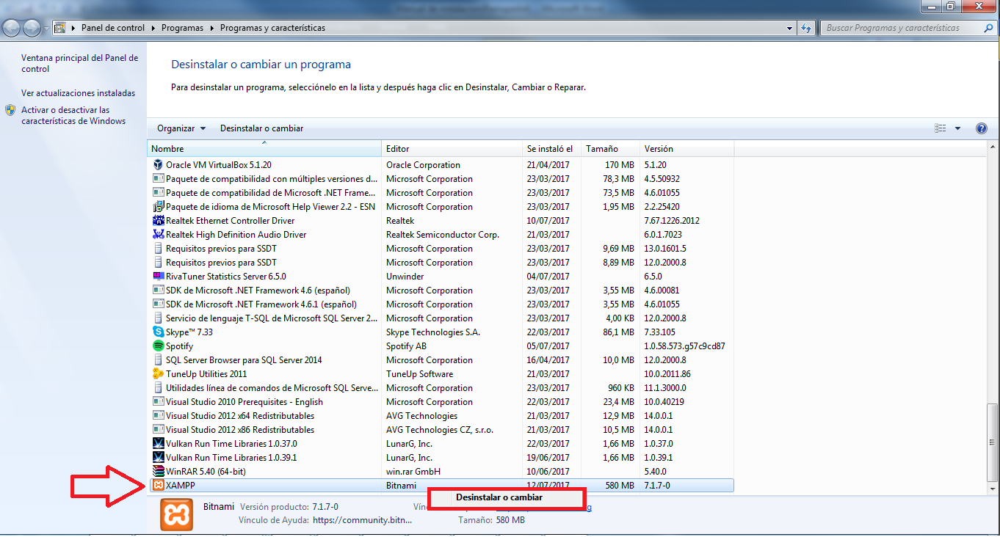 Panel de control Programas Programas y características Buscar Programas y características
Ventana principal del Panel de control
Ver actualizaciones instaladas
Activar o desactivar las características de Windows
Desinstalar o cambiar un programa
Para desinstalar un programa, selecciónelo en la lista y después haga clic en Desinstalar, Cambiar o Reparar.
Organizar Desinstalar o cambiar
Nombre Editor Se instaló el Tamaño Versión
Oracle VM VirtualBox 5.1.20 Oracle Corporation 21/04/2017 170 MB 5.1.20
Paquete de compatibilidad con múltiples versiones d... Microsoft Corporation 23/03/2017 78,3 MB 4.5.50932
Paquete de compatibilidad de Microsoft .NET Frame... Microsoft Corporation 23/03/2017 73,5 MB 4.6.01055
Paquete de idioma de Microsoft Help Viewer 2.2 - ESN Microsoft Corporation 23/03/2017 1,95 MB 2.2.25420
Realtek Ethernet Controller Driver Realtek 10/07/2017 7.67.1226.2012
Realtek High Definition Audio Driver Realtek Semiconductor Corp. 21/03/2017 6.0.1.7023
Requisitos previos para SSDT Microsoft Corporation 23/03/2017 9,69 MB 13.0.1601.5
Requisitos previos para SSDT Microsoft Corporation 23/03/2017 8,89 MB 12.0.2000.8
RivaTuner Statistics Server 6.5.0 Unwinder 04/07/2017 6.5.0
SDK de Microsoft .NET Framework 4.6 (español) Microsoft Corporation 23/03/2017 3,55 MB 4.6.00081
SDK de Microsoft .NET Framework 4.6.1 (español) Microsoft Corporation 23/03/2017 3,55 MB 4.6.01055
Servicio de lenguaje T-SQL de Microsoft SQL Server 2... Microsoft Corporation 23/03/2017 4,00 KB 12.0.2000.8
Skype™ 7.33 Skype Technologies S.A. 22/03/2017 86,1 MB 7.33.105
Spotify Spotify AB 05/07/2017 1.0.58.573.g57c9cd87
SQL Server Browser para SQL Server 2014 Microsoft Corporation 16/04/2017 10,0 MB 12.0.2000.8
TuneUp Utilities 2011 TuneUp Software 21/03/2017 10.0.2011.86
Utilidades línea de comandos de Microsoft SQL Serve... Microsoft Corporation 23/03/2017 960 KB 11.1.3000.0
Visual Studio 2010 Prerequisites - English Microsoft Corporation 22/03/2017 23,4 MB 10.0.40219
Visual Studio 2012 x64 Redistributables AVG Technologies 21/03/2017 12,9 MB 14.0.0.1
Visual Studio 2012 x86 Redistributables AVG Technologies CZ, s.r.o. 21/03/2017 10,5 MB 14.0.0.1
Vulkan Run Time Libraries 1.0.37.0 LunarG, Inc. 22/03/2017 1,66 MB 1.0.37.0
Vulkan Run Time Libraries 1.0.39.1 LunarG, Inc. 19/06/2017 1,66 MB 1.0.39.1
WinRAR 5.40 (64-bit) win.rar GmbH 10/06/2017 5.40.0
XAMPP Bitnami 12/07/2017 580 MB 7.1.7-0
Desinstalar o cambiar
Bitnami Versión producto: 7.1.7-0
Vínculo de Ayuda: https://community.bitn... Tamaño: 580 MB